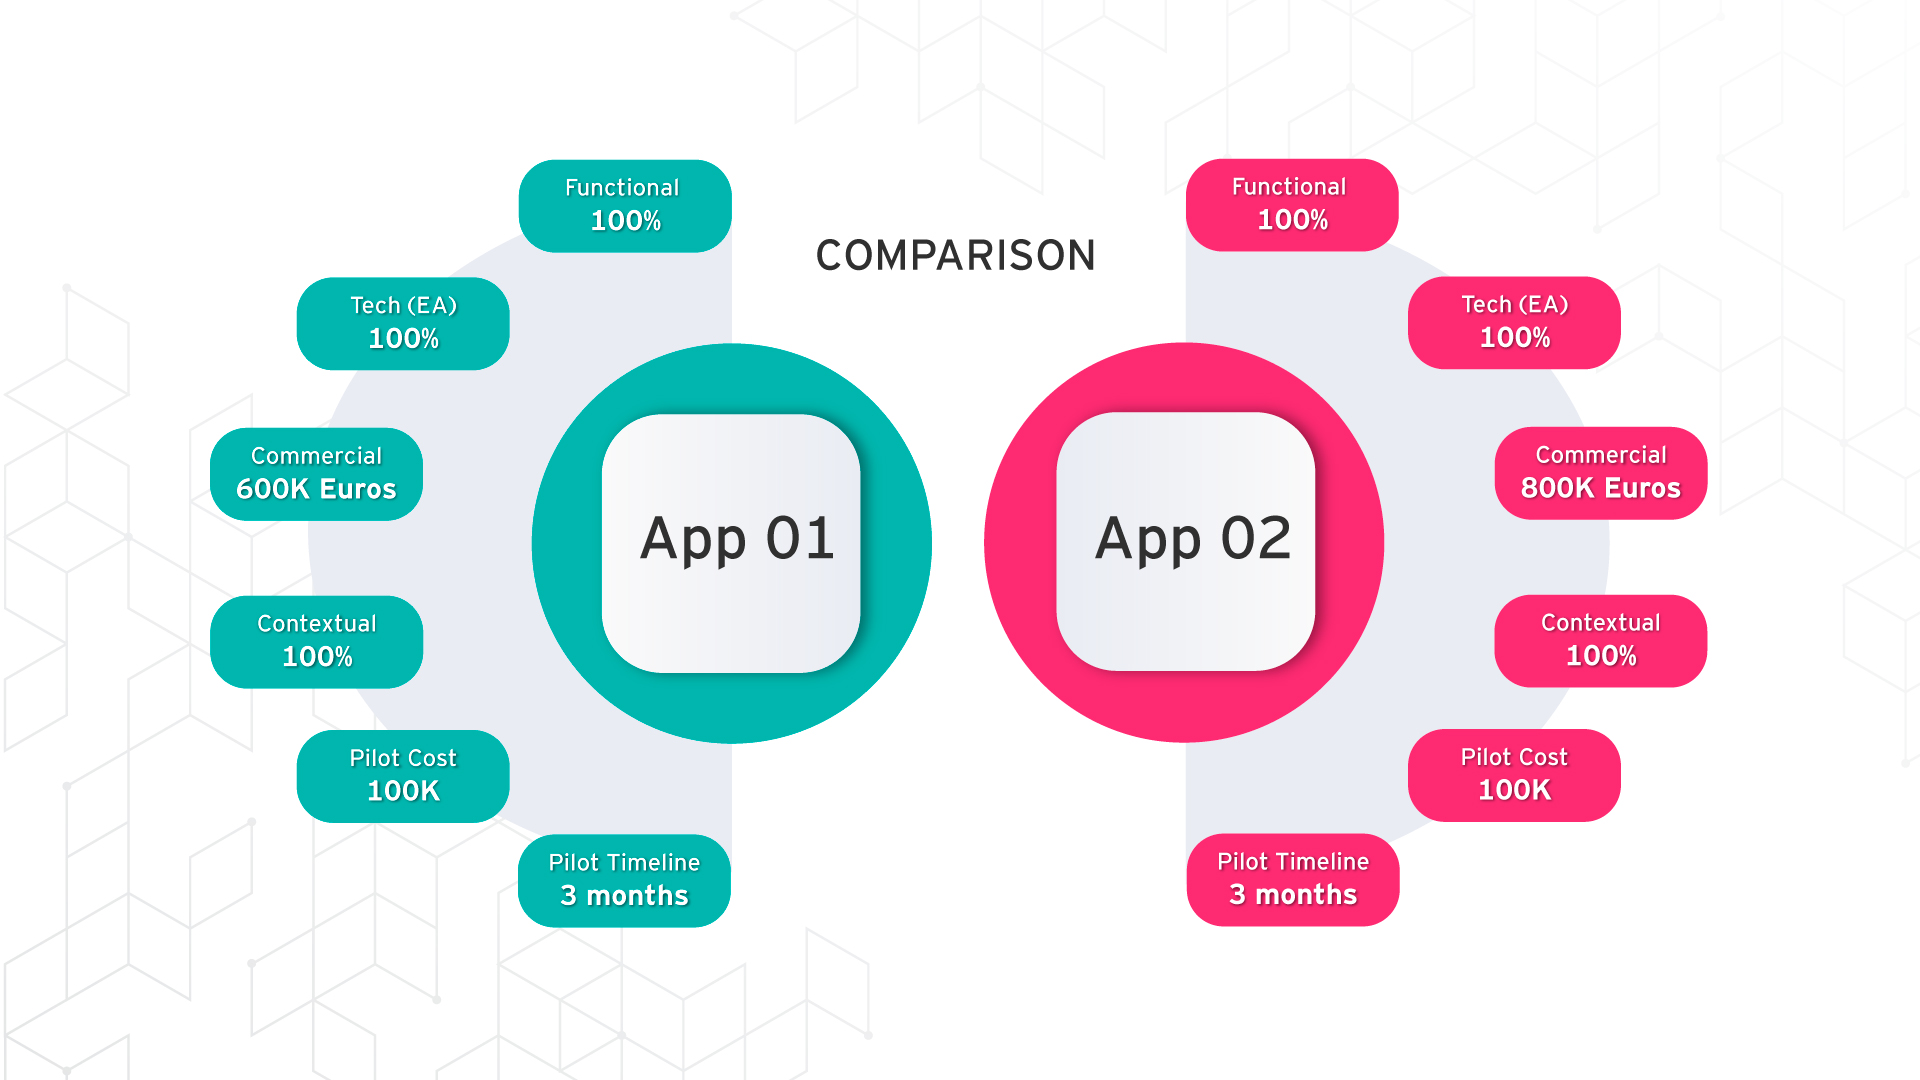 COMPARISON
Functional
100%
Tech (EA)
100%
Commercial
600K Euros
Contextual
100%
Pilot Cost
100K
Pilot Timeline
3 months
App 01
App 02
Functional
100%
Tech (EA)
100%
Commercial
800K Euros
Contextual
100%
Pilot Cost
100K
Pilot Timeline
3 months